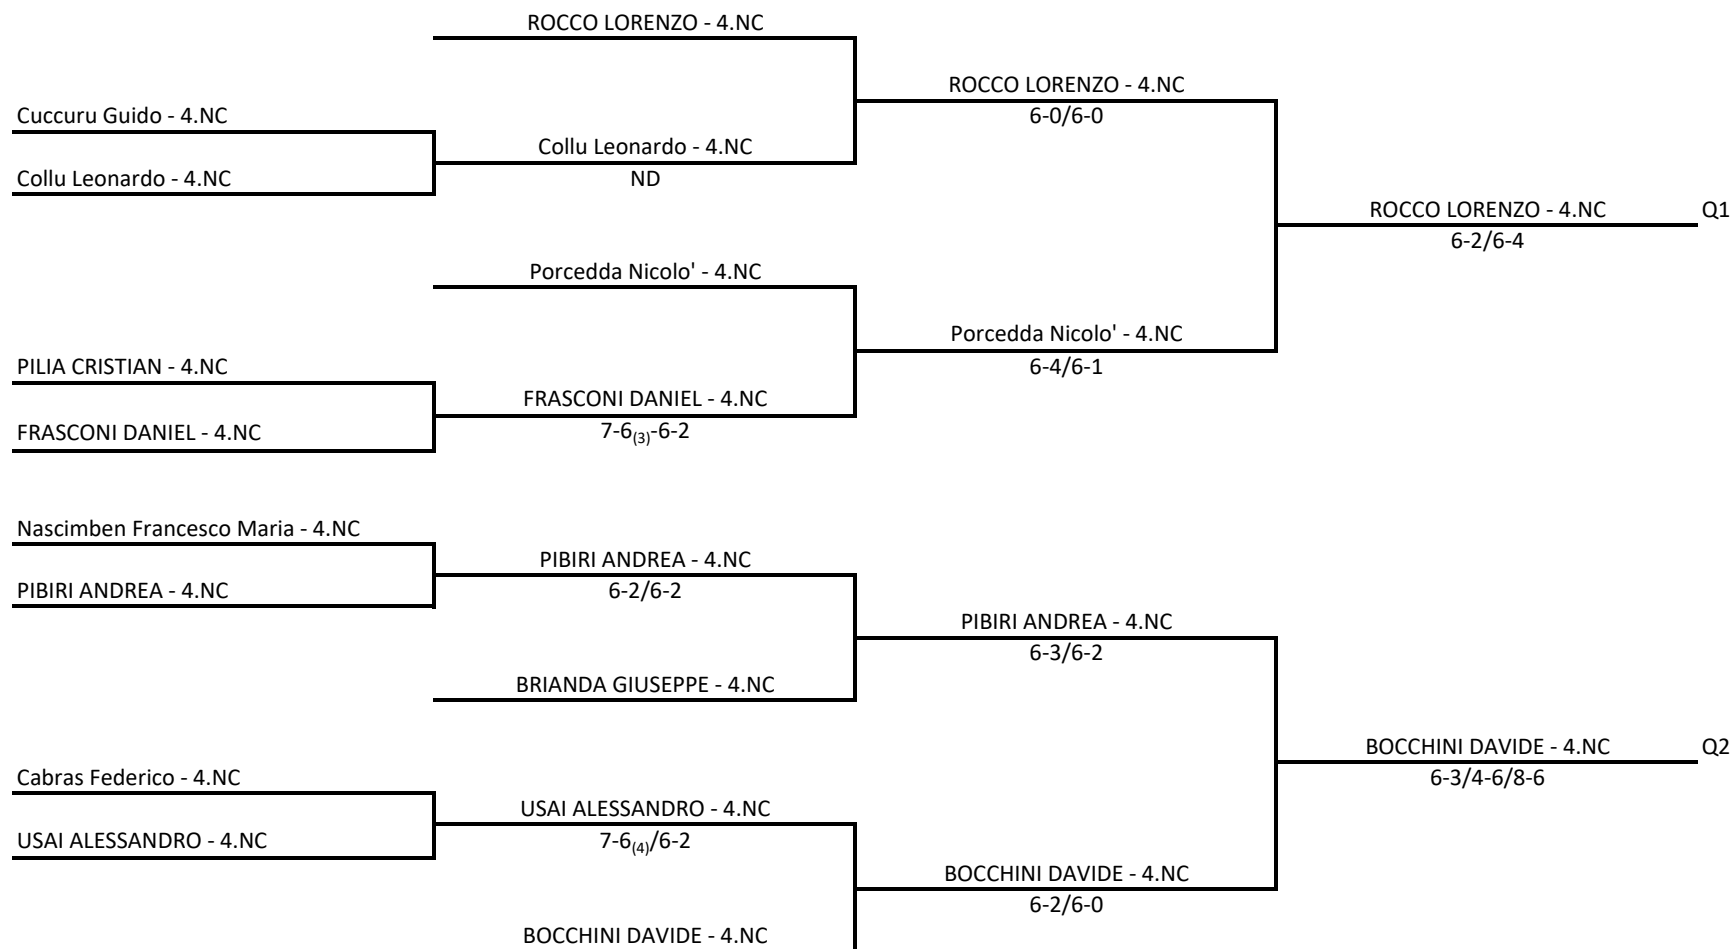 ROCCO LORENZO - 4.NC
ROCCO LORENZO - 4.NC
Cuccuru Guido - 4.NC
6-0/6-0
Collu Leonardo - 4.NC
Collu Leonardo - 4.NC
ND
ROCCO LORENZO - 4.NC
Q1
6-2/6-4
Porcedda Nicolo' - 4.NC
Porcedda Nicolo' - 4.NC
PILIA CRISTIAN - 4.NC
6-4/6-1
FRASCONI DANIEL - 4.NC
FRASCONI DANIEL - 4.NC
7-6(3)-6-2
Nascimben Francesco Maria - 4.NC
PIBIRI ANDREA - 4.NC
PIBIRI ANDREA - 4.NC
6-2/6-2
PIBIRI ANDREA - 4.NC
6-3/6-2
BRIANDA GIUSEPPE - 4.NC
BOCCHINI DAVIDE - 4.NC
Q2
Cabras Federico - 4.NC
6-3/4-6/8-6
USAI ALESSANDRO - 4.NC
USAI ALESSANDRO - 4.NC
7-6(4)/6-2
BOCCHINI DAVIDE - 4.NC
6-2/6-0
BOCCHINI DAVIDE - 4.NC